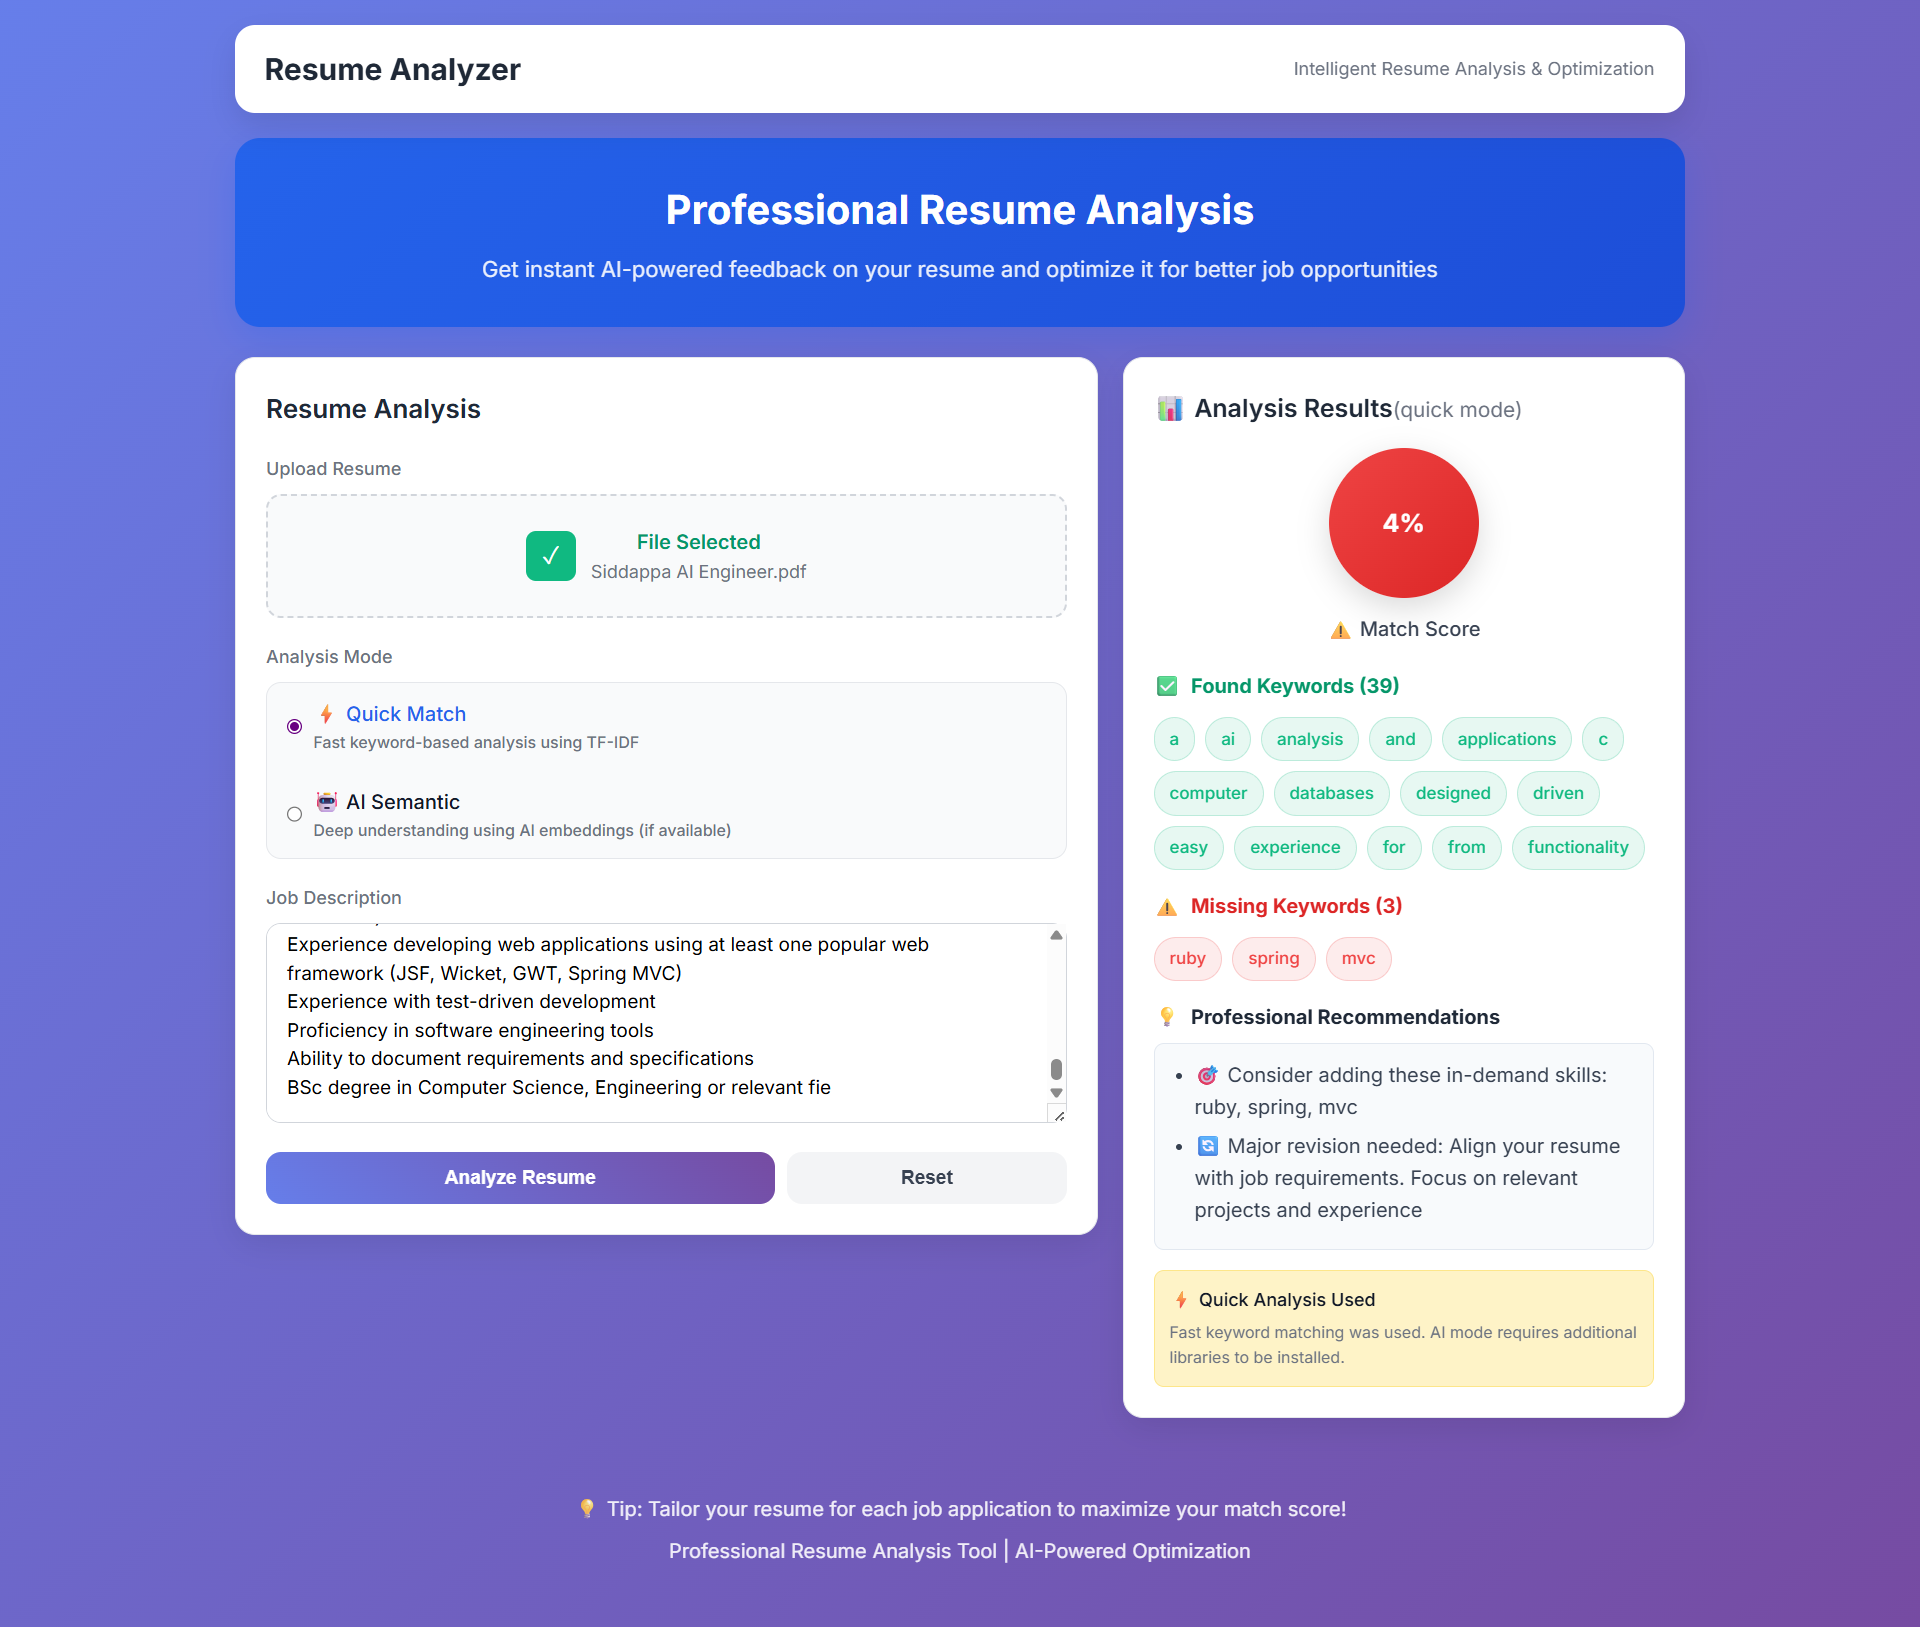 Resume Analyzer
Intelligent Resume Analysis & Optimization
Professional Resume Analysis
Get instant AI-powered feedback on your resume and optimize it for better job opportunities
Resume Analysis
Upload Resume
✓
File Selected
Siddappa AI Engineer.pdf
Analysis Mode
⚡ Quick Match
Fast keyword-based analysis using TF-IDF
🤖 AI Semantic
Deep understanding using AI embeddings (if available)
Job Description
Experience developing web applications using at least one popular web
framework (JSF, Wicket, GWT, Spring MVC)
Experience with test-driven development
Proficiency in software engineering tools
Ability to document requirements and specifications
BSc degree in Computer Science, Engineering or relevant fie
Analyze Resume
Reset
📊 Analysis Results(quick mode)
4%
⚠️ Match Score
✅ Found Keywords (39)
a ai analysis and applications c
computer databases designed driven
easy experience for from functionality
⚠️ Missing Keywords (3)
ruby spring mvc
💡 Professional Recommendations
• 🎯 Consider adding these in-demand skills:
ruby, spring, mvc
• 🔄 Major revision needed: Align your resume
with job requirements. Focus on relevant
projects and experience
⚡ Quick Analysis Used
Fast keyword matching was used. AI mode requires additional
libraries to be installed.
💡 Tip: Tailor your resume for each job application to maximize your match score!
Professional Resume Analysis Tool | AI-Powered Optimization